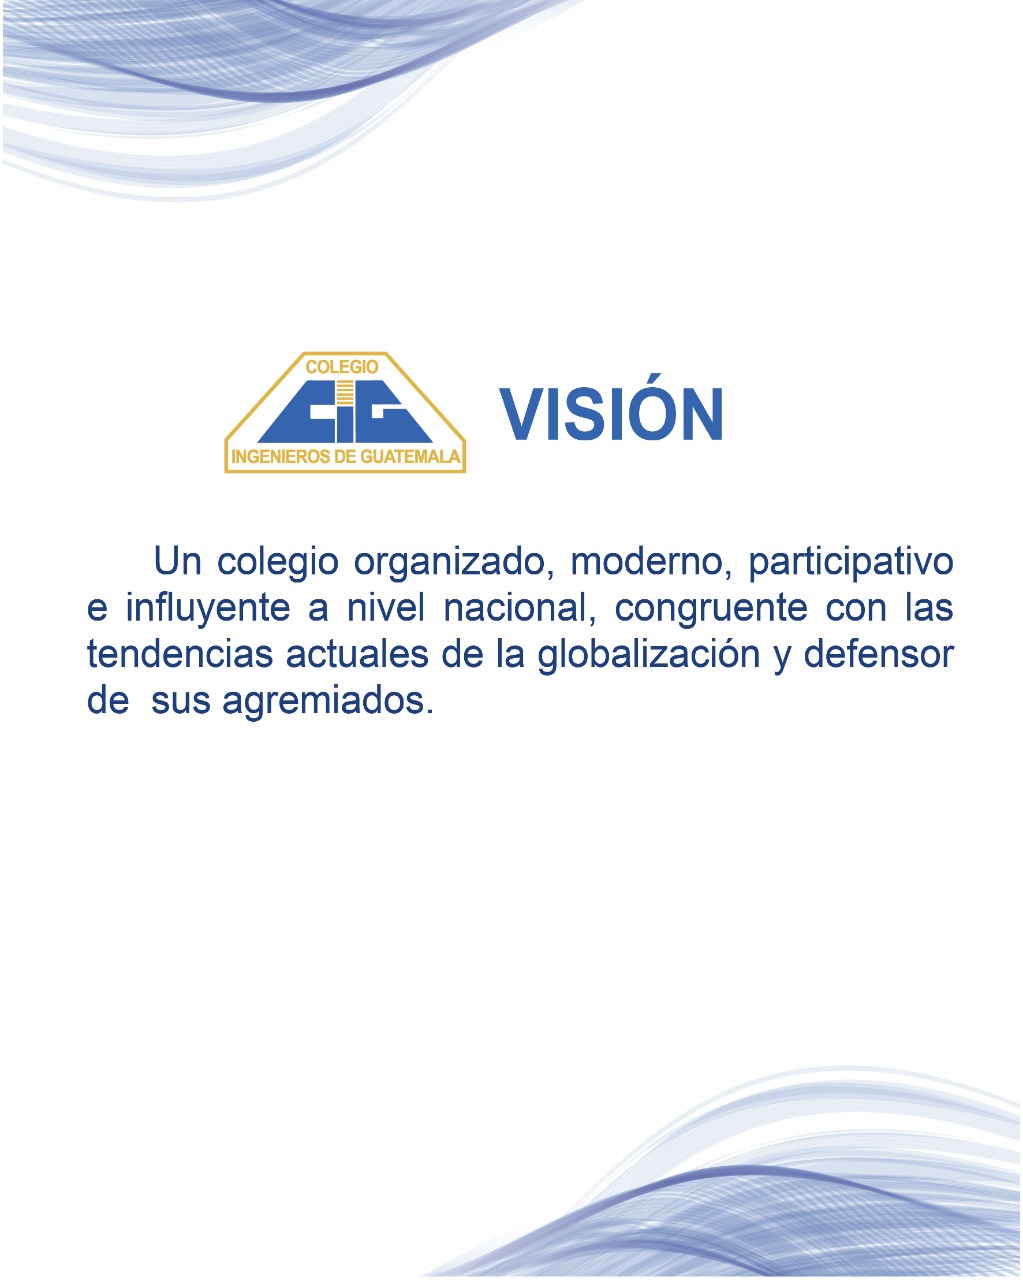 COLEGIO
CiG
INGENIEROS DE GUATEMALA
VISIÓN
Un colegio organizado, moderno, participativo
e influyente a nivel nacional, congruente con las
tendencias actuales de la globalización y defensor
de sus agremiados.